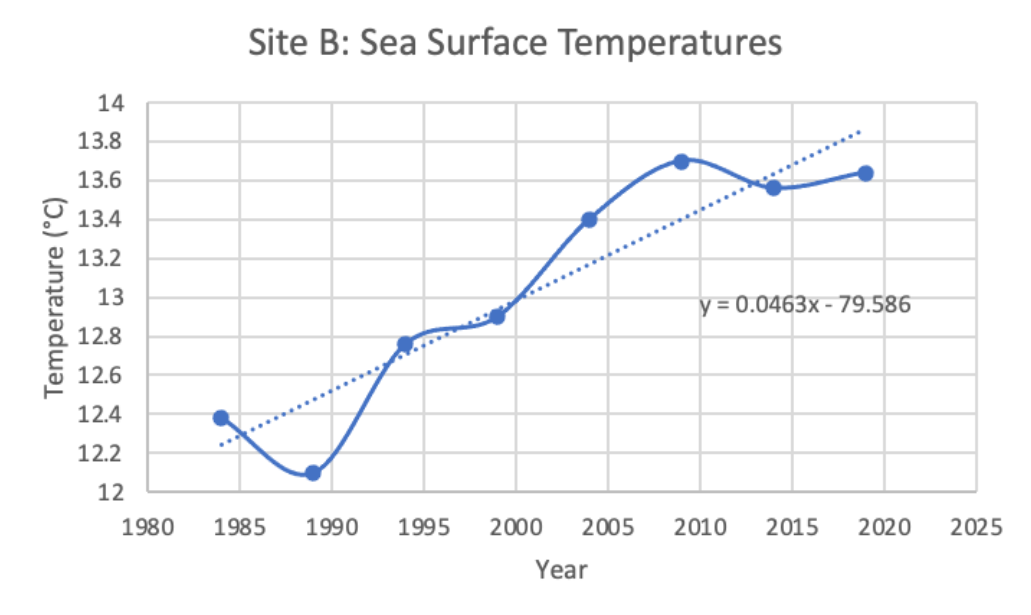 Site B: Sea Surface Temperatures
14
13.8
13.6
13.4
13.2
13
12.8
12.6
12.4
12.2
12
Temperature (°C)
y = 0.0463x - 79.586
1980 1985 1990 1995 2000 2005 2010 2015 2020 2025
Year